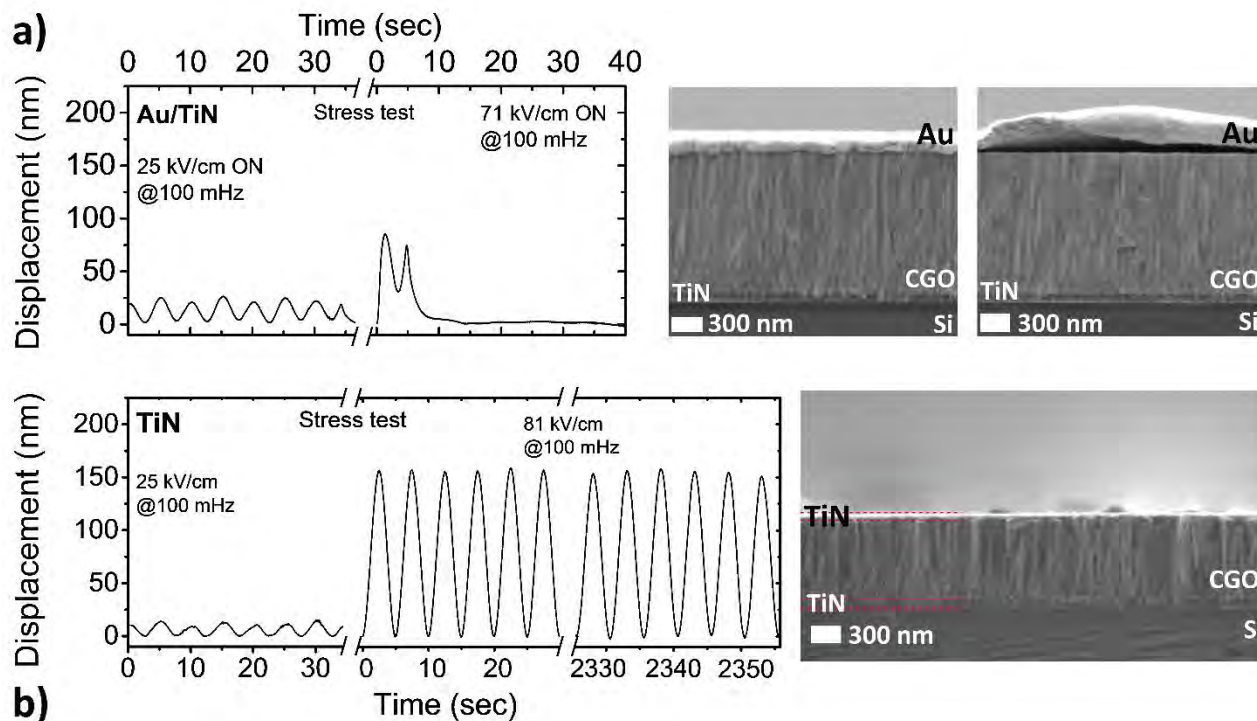 a)
Time (sec)
0 10 20 30 0 10 20 30 40
Displacement (nm)
200
150
100
50
0
Au/TiN
Stress test
71 kV/cm ON
@100 mHz
25 kV/cm ON
@100 mHz
Au
CGO
TiN
300 nm
Si
Au
CGO
TiN
300 nm
Si
Displacement (nm)
200
150
100
50
0
TiN
Stress test
81 kV/cm
@100 mHz
25 kV/cm
@100 mHz
0 10 20 30 0 10 20 2330 2340 2350
Time (sec)
b)
TiN
CGO
TiN
300 nm